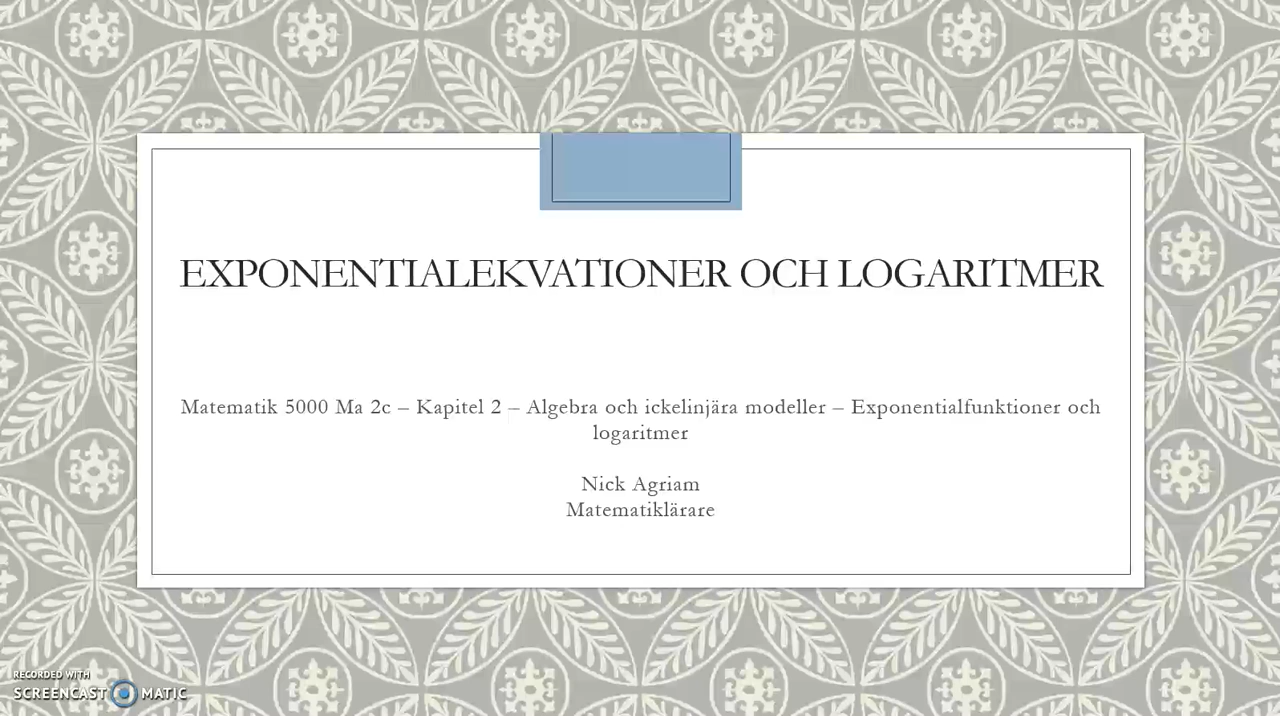 EXPONENTIALEKVATIONER OCH LOGARITMER
Matematik 5000 Ma 2c – Kapitel 2 – Algebra och ickelinjära modeller – Exponentialfunktioner och
logaritmer
Nick Agriam
Matematiklärare
RECORDED WITH
SCREENCAST MATIC